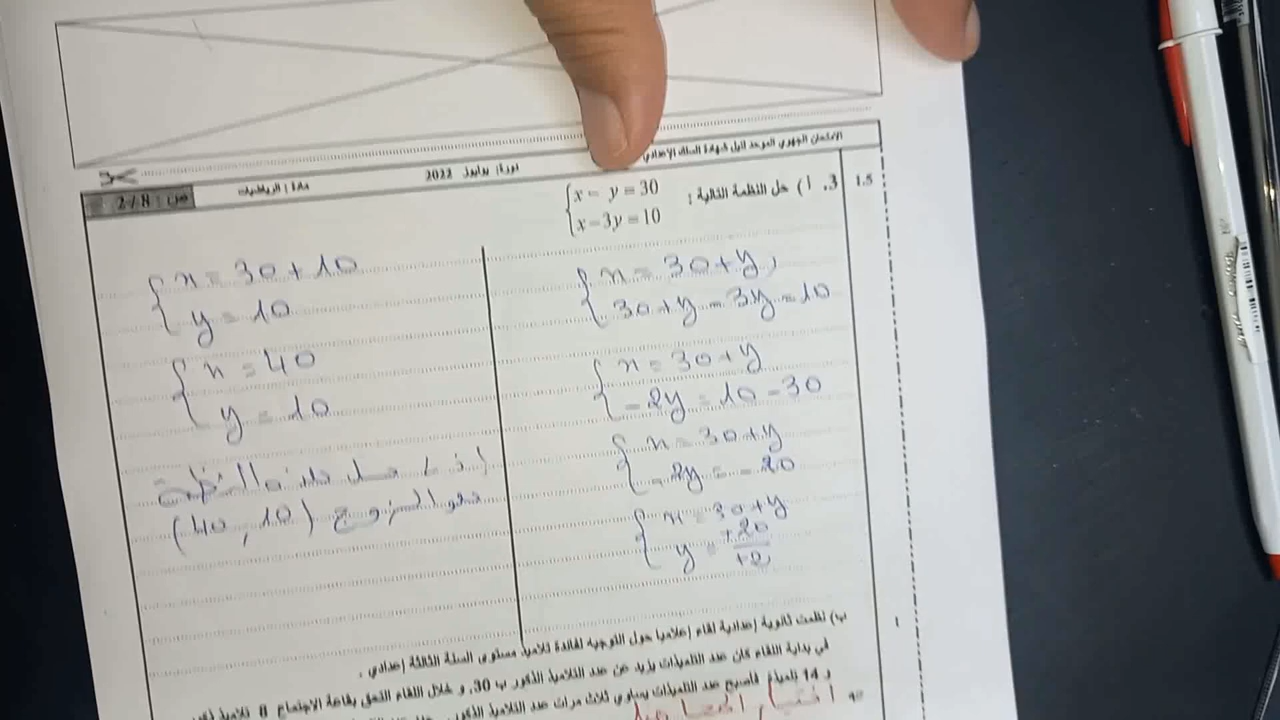 الامتحان الجهوي الموحد لنيل شهادة السلك الإعدادي
دورة: يوليوز 2022
مادة : الرياضيات
ص : 2/8
1.5
3. أ) حل النظمة التالية :
x − y = 30
x − 3y = 10
x = 30 + y
30 + y − 3y = 10
x = 30 + y
−2y = 10 − 30
x = 30 + y
−2y = −20
x = 30 + y
y = +20/+2
x = 30 + 10
y = 10
x = 40
y = 10
إذن حل هذه النظمة
هو الزوج (40, 10)
1
ب) نظمت ثانوية إعدادية لقاء إعلاميا حول التوجيه لفائدة تلاميذ مستوى السنة الثالثة إعدادي .
في بداية اللقاء كان عدد التلميذات يزيد عن عدد التلاميذ الذكور ب 30. و خلال اللقاء التحق بقاعة الاجتماع 8 تلاميذ ذكور
و 14 تلميذة فأصبح عدد التلميذات يساوي ثلاث مرات عدد التلاميذ الذكور